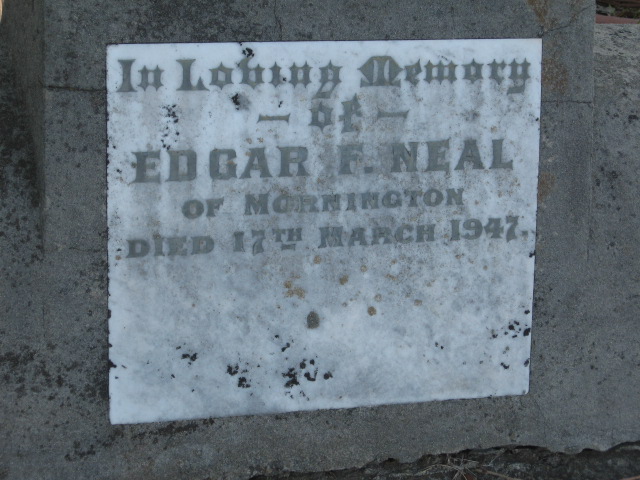 In Loving Memory
— of —
EDGAR F. NEAL
OF MORNINGTON
DIED 17TH MARCH 1947.